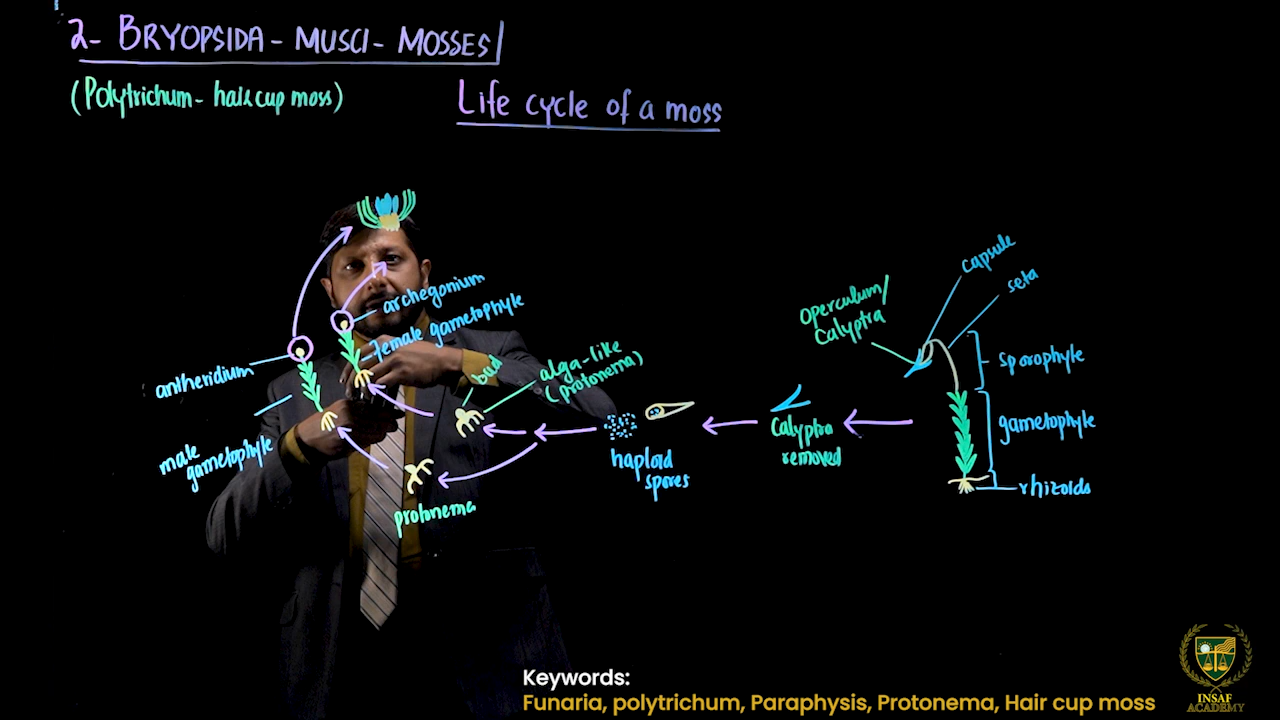 2- BRYOPSIDA - MUSCI - MOSSES
(Polytrichum - hair cup moss)
Life cycle of a moss
capsule
seta
operculum/
Calyptra
sporophyte
gametophyte
rhizoids
Calyptra
removed
haploid
spores
alga-like
(protonema)
bud
archegonium
female gametophyte
antheridium
male
gametophyte
protonema
Keywords:
Funaria, polytrichum, Paraphysis, Protonema, Hair cup moss
INSAF
ACADEMY